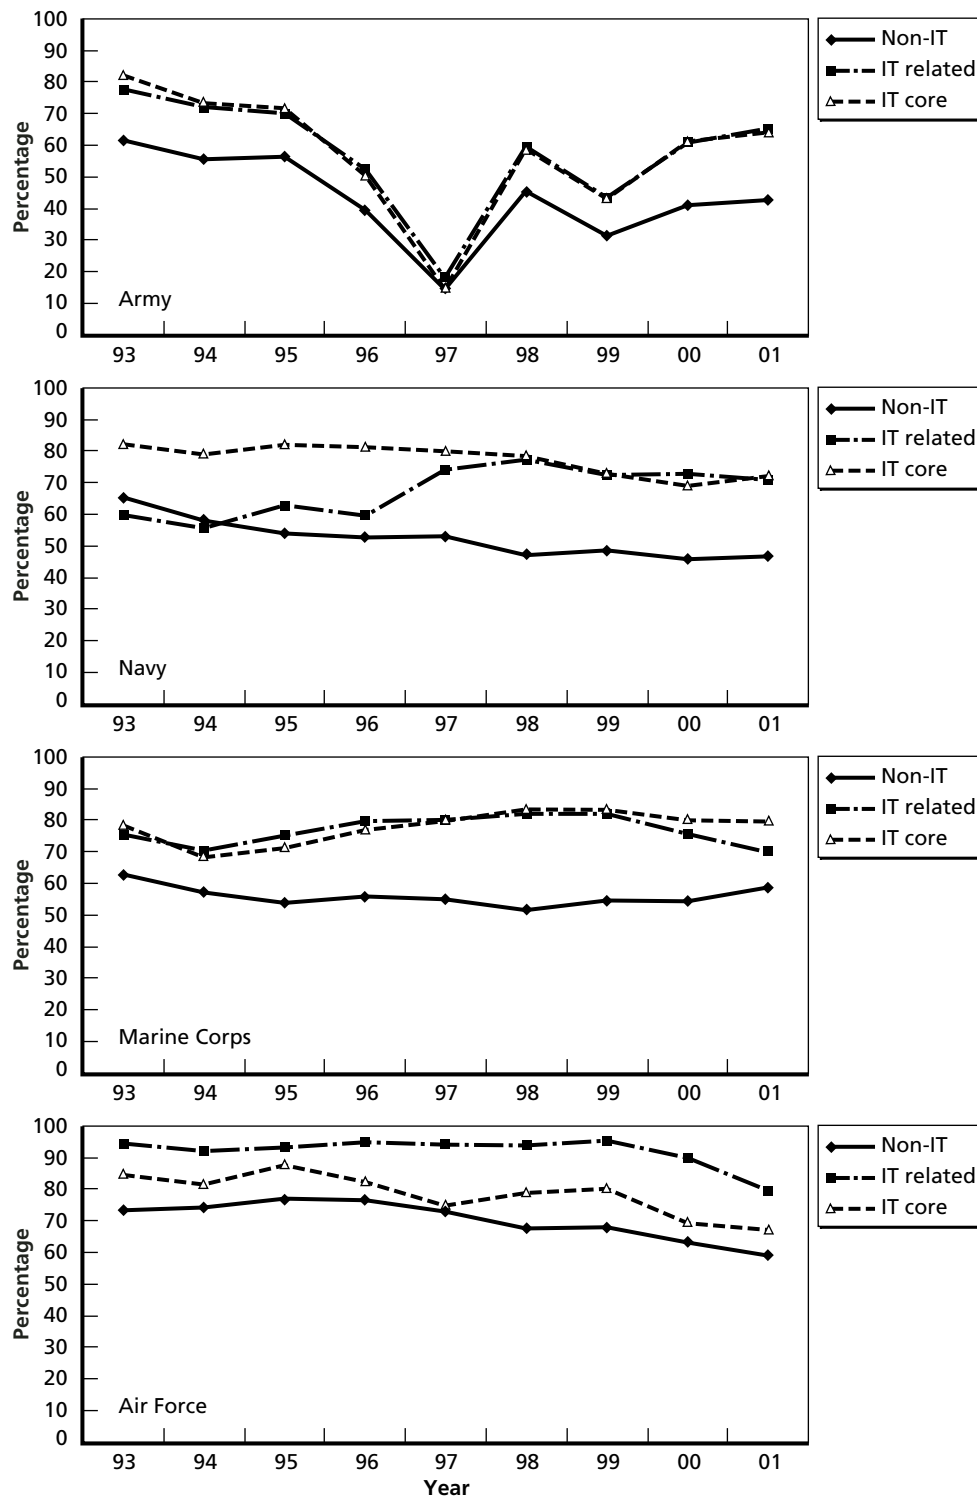 100
90
80
70
60
50
40
30
20
10
0
Percentage
Army
93 94 95 96 97 98 99 00 01
Non-IT
IT related
IT core
100
90
80
70
60
50
40
30
20
10
0
Percentage
Navy
93 94 95 96 97 98 99 00 01
Non-IT
IT related
IT core
100
90
80
70
60
50
40
30
20
10
0
Percentage
Marine Corps
93 94 95 96 97 98 99 00 01
Non-IT
IT related
IT core
100
90
80
70
60
50
40
30
20
10
0
Percentage
Air Force
93 94 95 96 97 98 99 00 01
Year
Non-IT
IT related
IT core